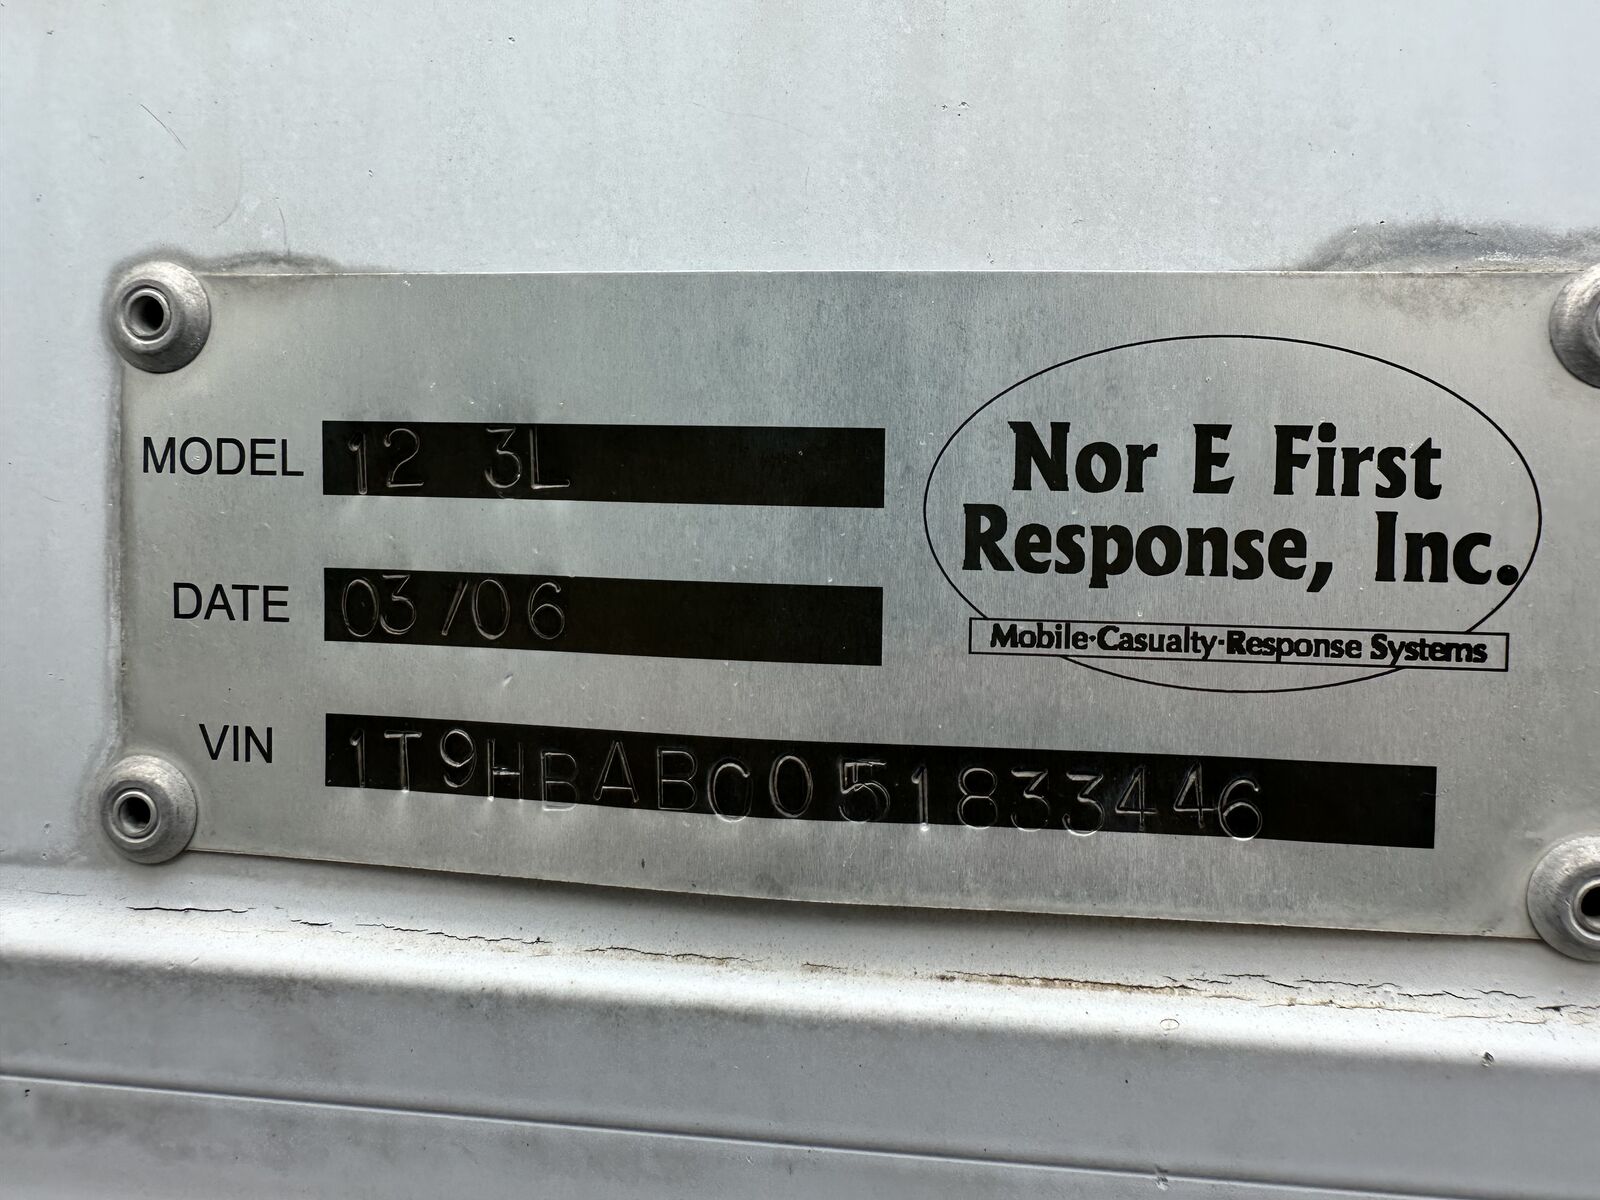 MODEL 12 3L
DATE 03/06
VIN 1T9HBABC051833446
Nor E First
Response, Inc.
Mobile·Casualty·Response Systems